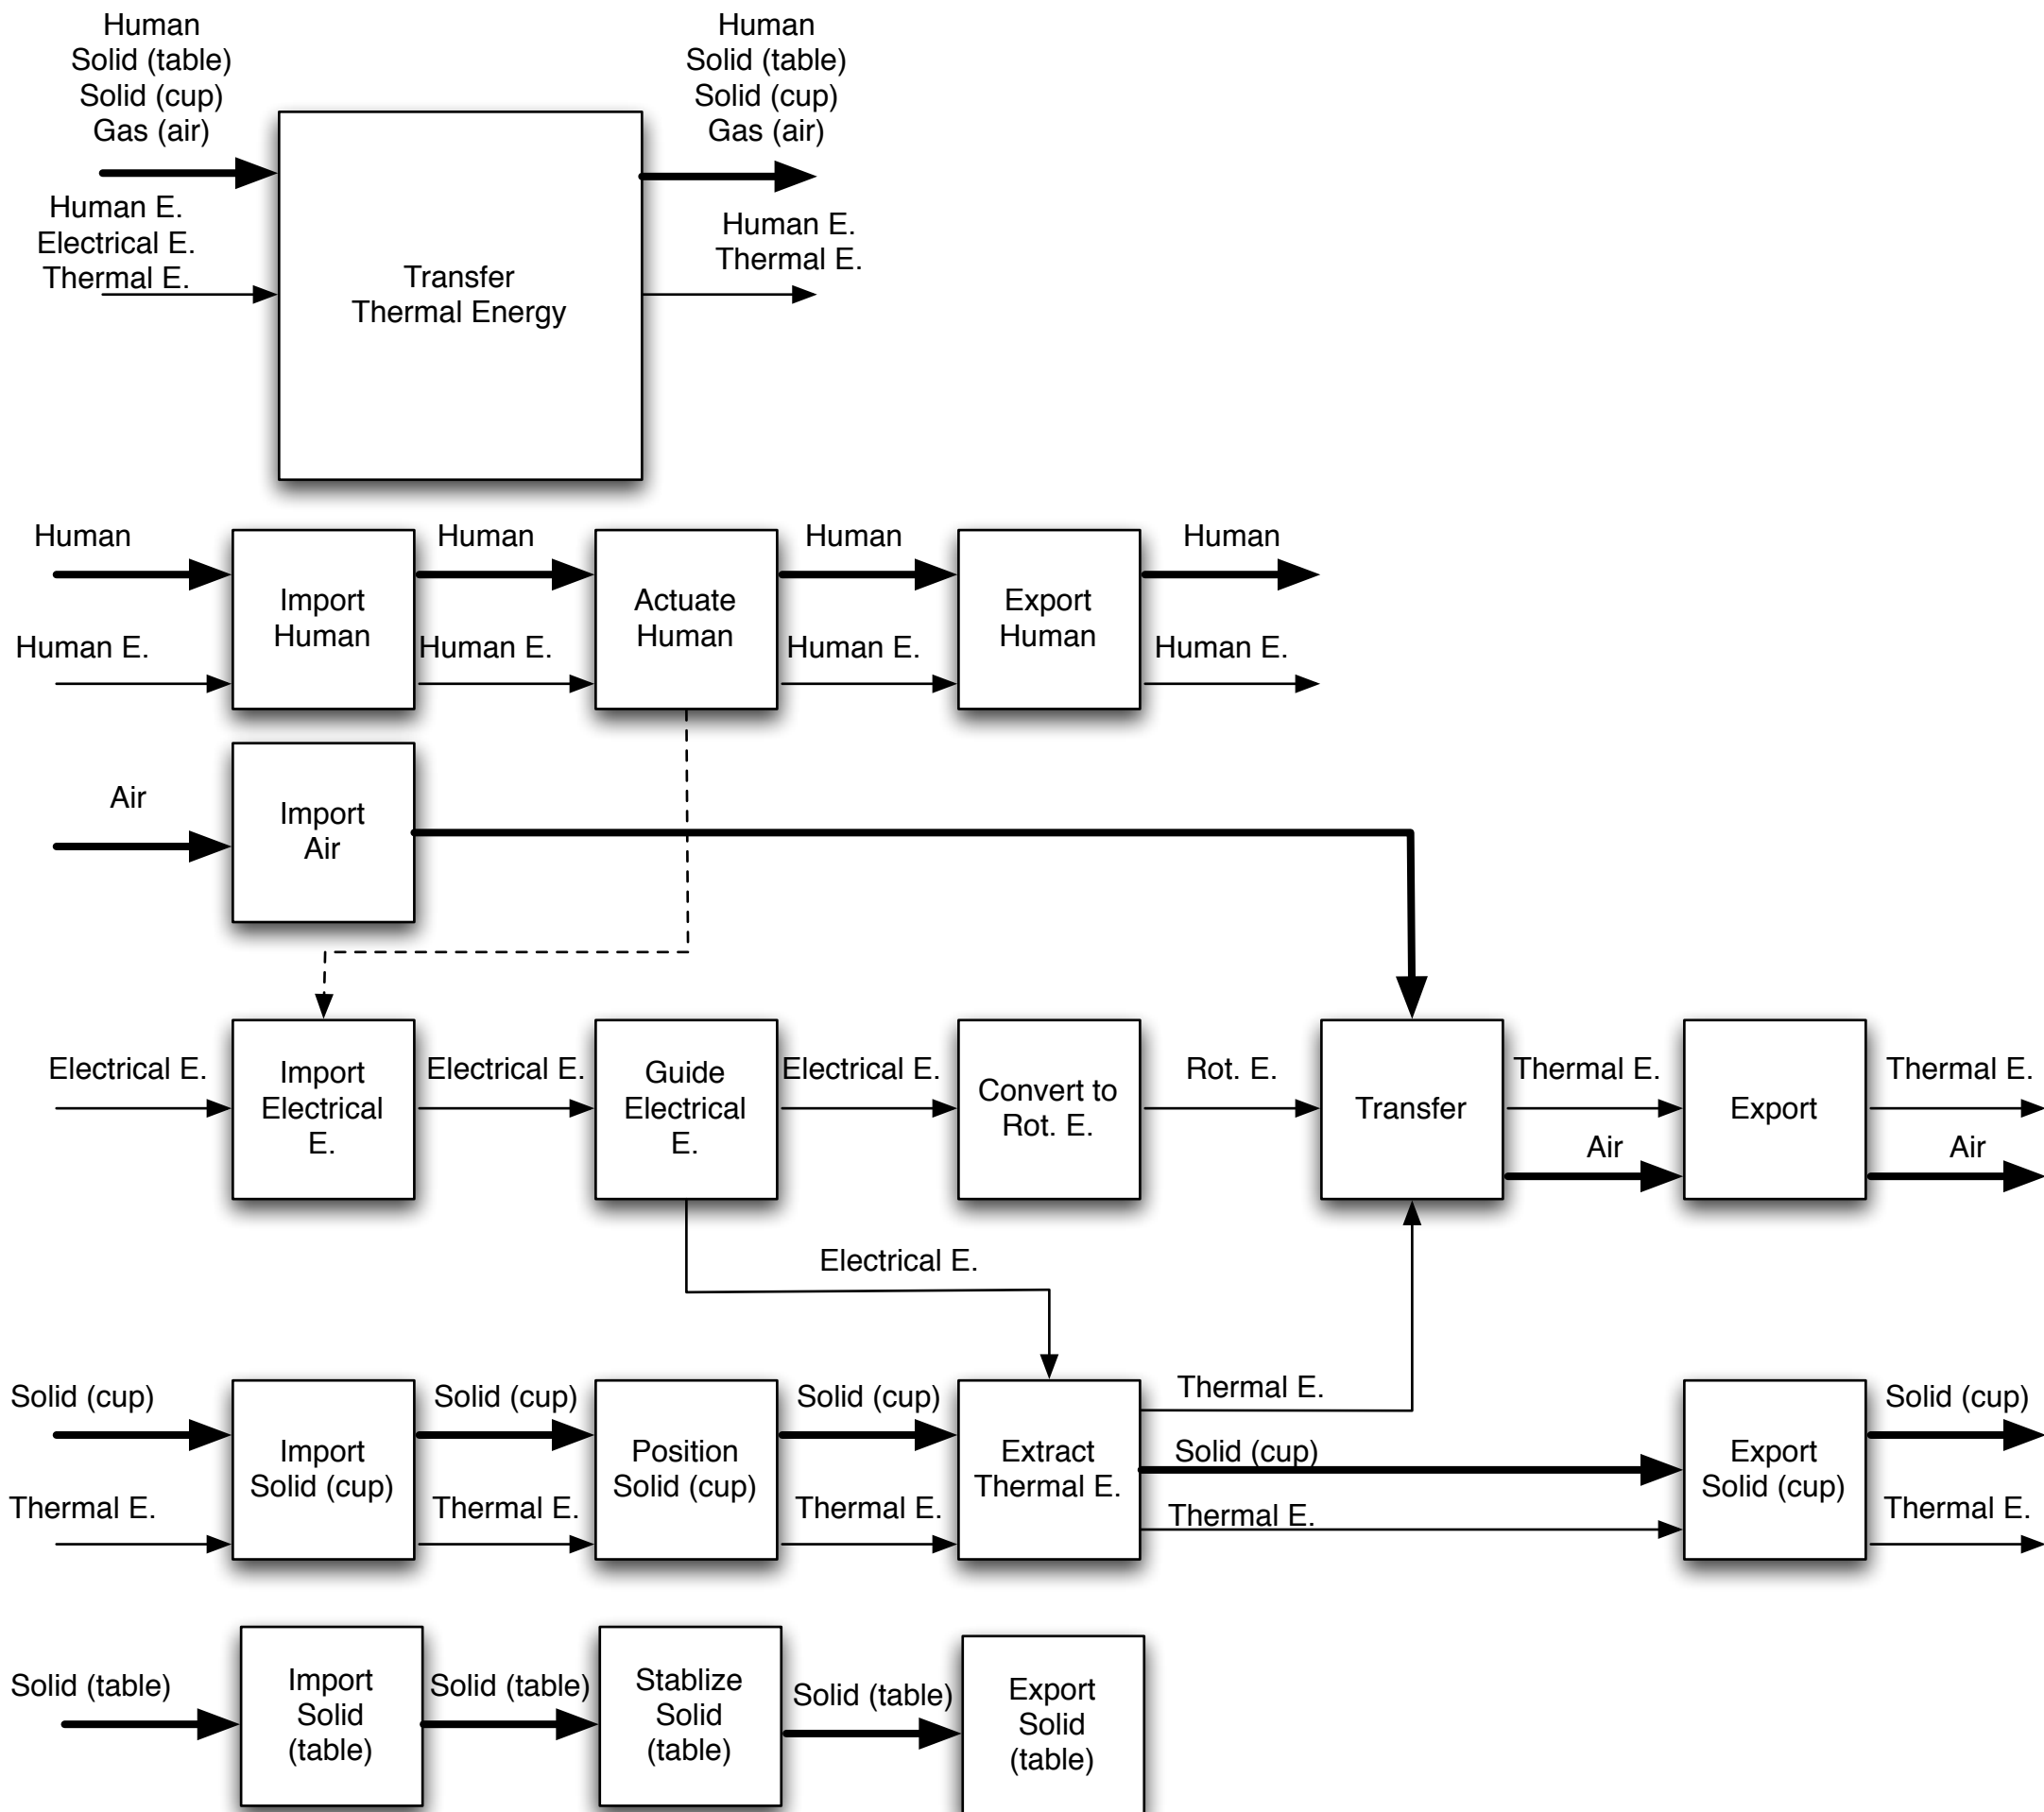 Human
Solid (table)
Solid (cup)
Gas (air)
Human E.
Electrical E.
Thermal E.
Transfer
Thermal Energy
Human
Solid (table)
Solid (cup)
Gas (air)
Human E.
Thermal E.
Human
Human E.
Import
Human
Human
Human E.
Actuate
Human
Human
Human E.
Export
Human
Human
Human E.
Air
Import
Air
Electrical E.
Import
Electrical
E.
Electrical E.
Guide
Electrical
E.
Electrical E.
Convert to
Rot. E.
Rot. E.
Transfer
Thermal E.
Air
Export
Thermal E.
Air
Electrical E.
Solid (cup)
Thermal E.
Import
Solid (cup)
Solid (cup)
Thermal E.
Position
Solid (cup)
Solid (cup)
Thermal E.
Extract
Thermal E.
Thermal E.
Solid (cup)
Thermal E.
Export
Solid (cup)
Solid (cup)
Thermal E.
Solid (table)
Import
Solid
(table)
Solid (table)
Stablize
Solid
(table)
Solid (table)
Export
Solid
(table)